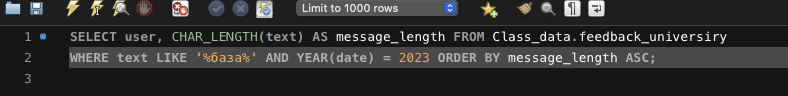 Limit to 1000 rows
1 SELECT user, CHAR_LENGTH(text) AS message_length FROM Class_data.feedback_universiry
2 WHERE text LIKE '%база%' AND YEAR(date) = 2023 ORDER BY message_length ASC;
3